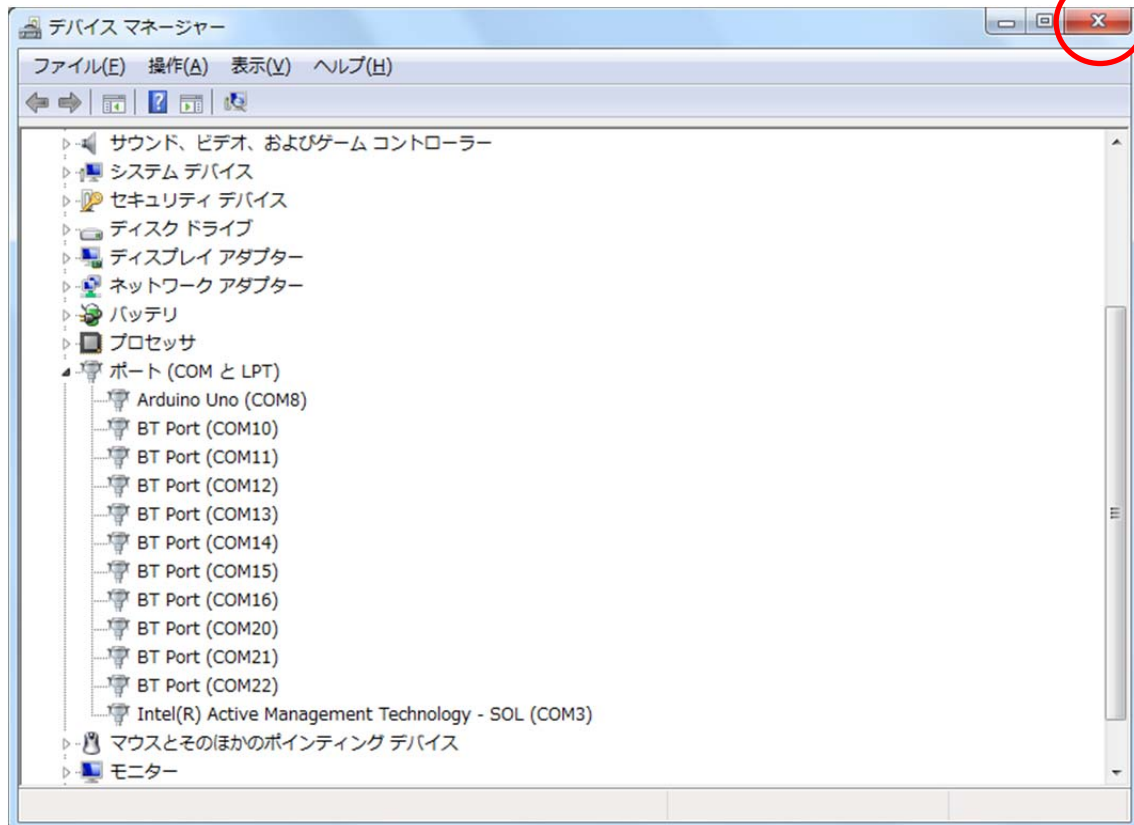 デバイス マネージャー
ファイル(F) 操作(A) 表示(V) ヘルプ(H)
サウンド、ビデオ、およびゲーム コントローラー
システム デバイス
セキュリティ デバイス
ディスク ドライブ
ディスプレイ アダプター
ネットワーク アダプター
バッテリ
プロセッサ
ポート (COM と LPT)
Arduino Uno (COM8)
BT Port (COM10)
BT Port (COM11)
BT Port (COM12)
BT Port (COM13)
BT Port (COM14)
BT Port (COM15)
BT Port (COM16)
BT Port (COM20)
BT Port (COM21)
BT Port (COM22)
Intel(R) Active Management Technology - SOL (COM3)
マウスとそのほかのポインティング デバイス
モニター